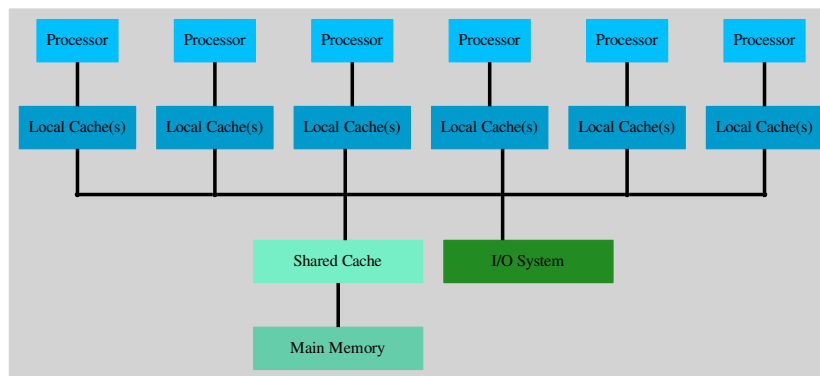 Processor Processor Processor Processor Processor Processor
Local Cache(s) Local Cache(s) Local Cache(s) Local Cache(s) Local Cache(s) Local Cache(s)
Shared Cache I/O System
Main Memory